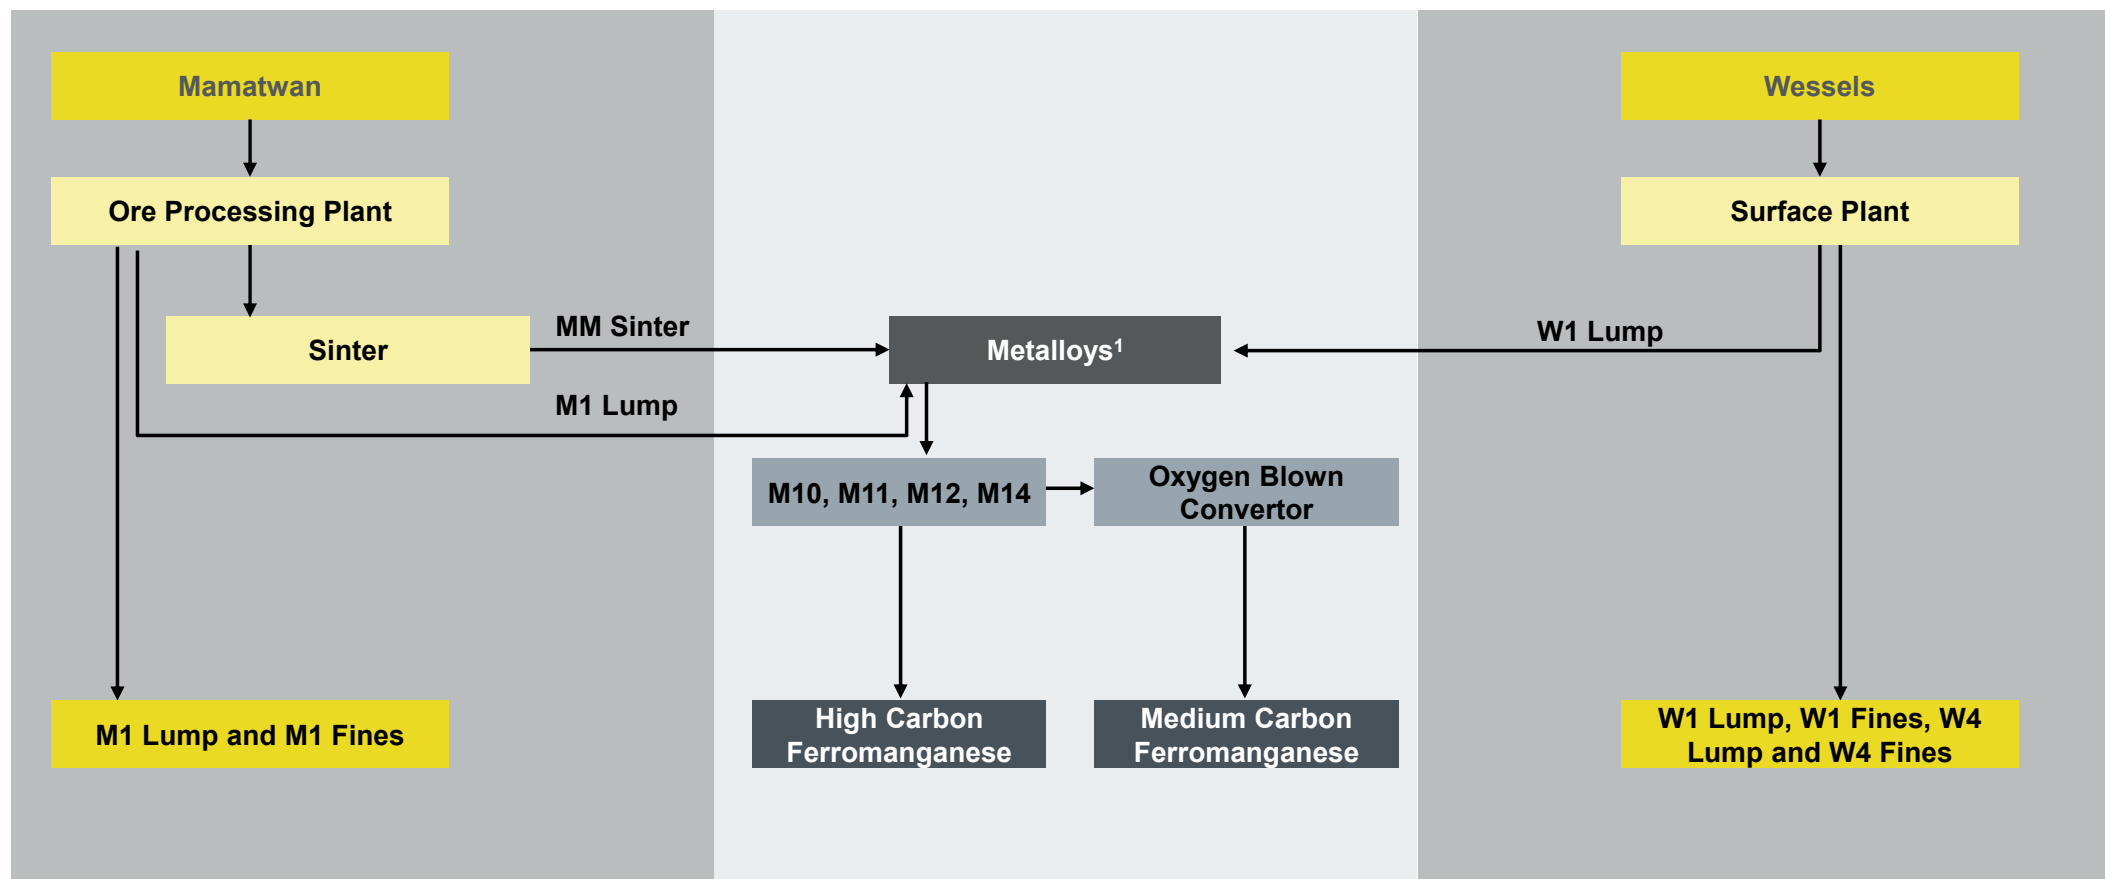 Mamatwan
Wessels
Ore Processing Plant
Surface Plant
MM Sinter
W1 Lump
Sinter
Metalloys¹
M1 Lump
M10, M11, M12, M14
Oxygen Blown
Convertor
M1 Lump and M1 Fines
High Carbon
Ferromanganese
Medium Carbon
Ferromanganese
W1 Lump, W1 Fines, W4
Lump and W4 Fines